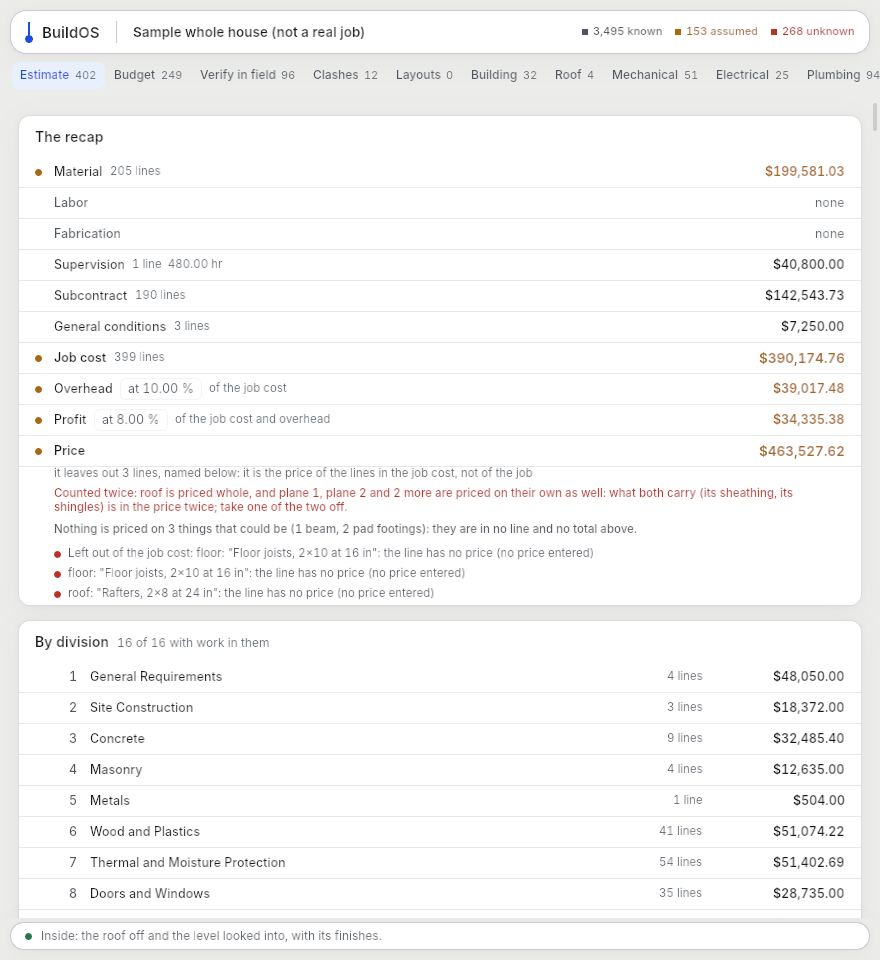 BuildOS
Sample whole house (not a real job)
3,495 known 153 assumed 268 unknown
Estimate 402 Budget 249 Verify in field 96 Clashes 12 Layouts 0 Building 32 Roof 4 Mechanical 51 Electrical 25 Plumbing 94
The recap
Material 205 lines $199,581.03
Labor none
Fabrication none
Supervision 1 line 480.00 hr $40,800.00
Subcontract 190 lines $142,543.73
General conditions 3 lines $7,250.00
Job cost 399 lines $390,174.76
Overhead at 10.00 % of the job cost $39,017.48
Profit at 8.00 % of the job cost and overhead $34,335.38
Price $463,527.62
it leaves out 3 lines, named below: it is the price of the lines in the job cost, not of the job
Counted twice: roof is priced whole, and plane 1, plane 2 and 2 more are priced on their own as well: what both carry (its sheathing, its
shingles) is in the price twice; take one of the two off.
Nothing is priced on 3 things that could be (1 beam, 2 pad footings): they are in no line and no total above.
Left out of the job cost: floor: "Floor joists, 2×10 at 16 in": the line has no price (no price entered)
floor: "Floor joists, 2×10 at 16 in": the line has no price (no price entered)
roof: "Rafters, 2×8 at 24 in": the line has no price (no price entered)
By division 16 of 16 with work in them
1 General Requirements 4 lines $48,050.00
2 Site Construction 3 lines $18,372.00
3 Concrete 9 lines $32,485.40
4 Masonry 4 lines $12,635.00
5 Metals 1 line $504.00
6 Wood and Plastics 41 lines $51,074.22
7 Thermal and Moisture Protection 54 lines $51,402.69
8 Doors and Windows 35 lines $28,735.00
Inside: the roof off and the level looked into, with its finishes.